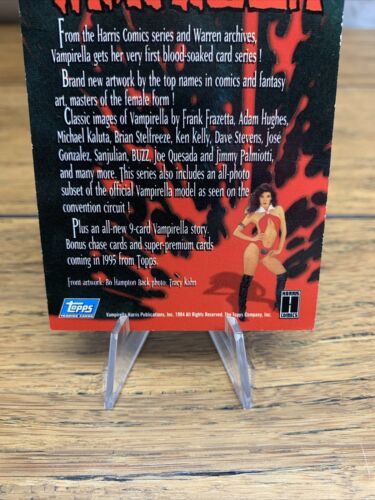 From the Harris Comics series and Warren archives,
Vampirella gets her very first blood-soaked card series !
Brand new artwork by the top names in comics and fantasy
art, masters of the female form !
Classic images of Vampirella by Frank Frazetta, Adam Hughes,
Michael Kaluta, Brian Stelfreeze, Ken Kelly, Dave Stevens, José
Gonzalez, Sanjulian, BUZZ, Joe Quesada and Jimmy Palmiotti,
and many more. This series also includes an all-photo
subset of the official Vampirella model as seen on the
convention circuit !
Plus an all-new 9-card Vampirella story.
Bonus chase cards and super-premium cards
coming in 1995 from Topps.
From artwork: Bo Hampton Back photo: Tracy Kahn
topps
TRADING CARDS
HARRIS
H
COMICS
Vampirella Harris Publications, Inc. 1994 All Rights Reserved. The Topps Company, Inc.